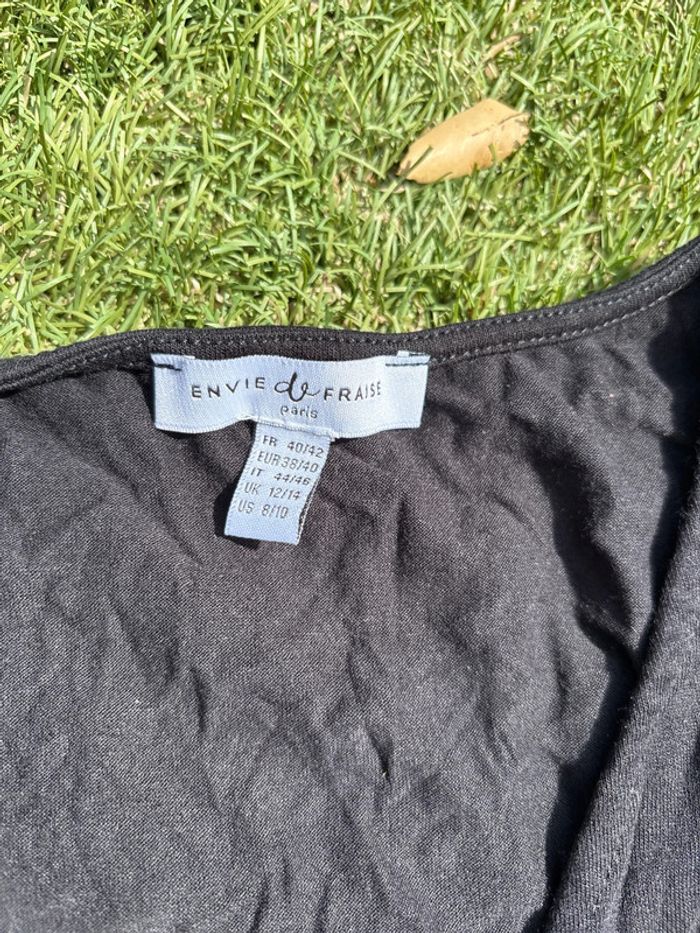 ENVIE de FRAISE
paris
FR 40/42
EUR 38/40
IT 44/46
UK 12/14
US 8/10